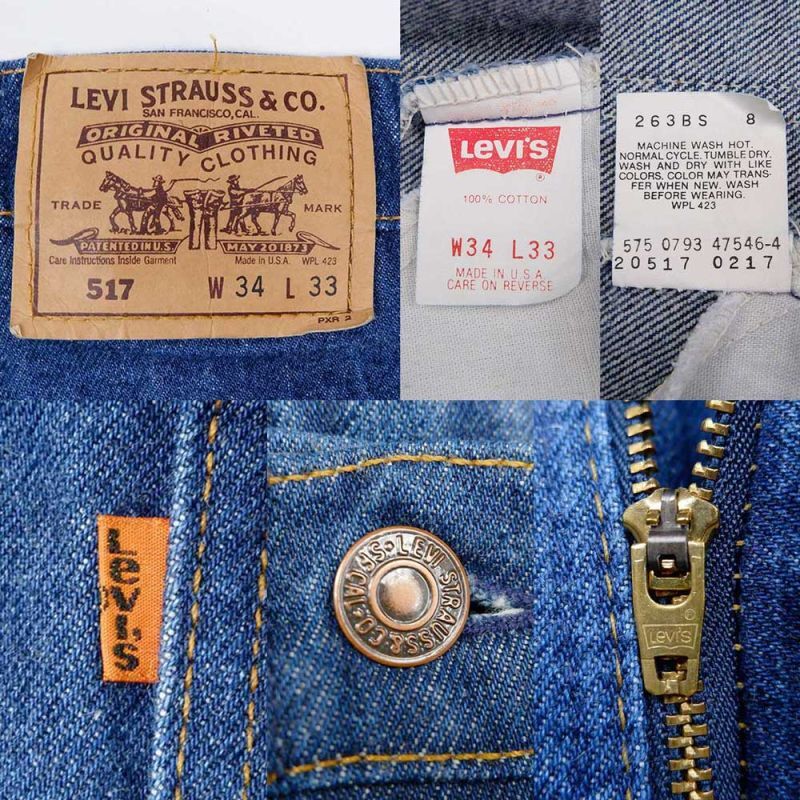 LEVI STRAUSS & CO.
SAN FRANCISCO, CAL.
ORIGINAL RIVETED
QUALITY CLOTHING
TRADE MARK
PATENTED IN U.S. MAY 20 1873
Care Instructions Inside Garment Made in U.S.A. WPL 423
517 W 34 L 33
PXR 2
Levi's
®
100% COTTON
W34 L33
MADE IN U.S.A.
CARE ON REVERSE
263BS 8
MACHINE WASH HOT.
NORMAL CYCLE. TUMBLE DRY.
WASH AND DRY WITH LIKE
COLORS. COLOR MAY TRANS-
FER WHEN NEW. WASH
BEFORE WEARING.
WPL 423
575 0793 47546-4
20517 0217
LEVI'S
LEVI STRAUSS & CO. S.F. CAL.
©
Levi's